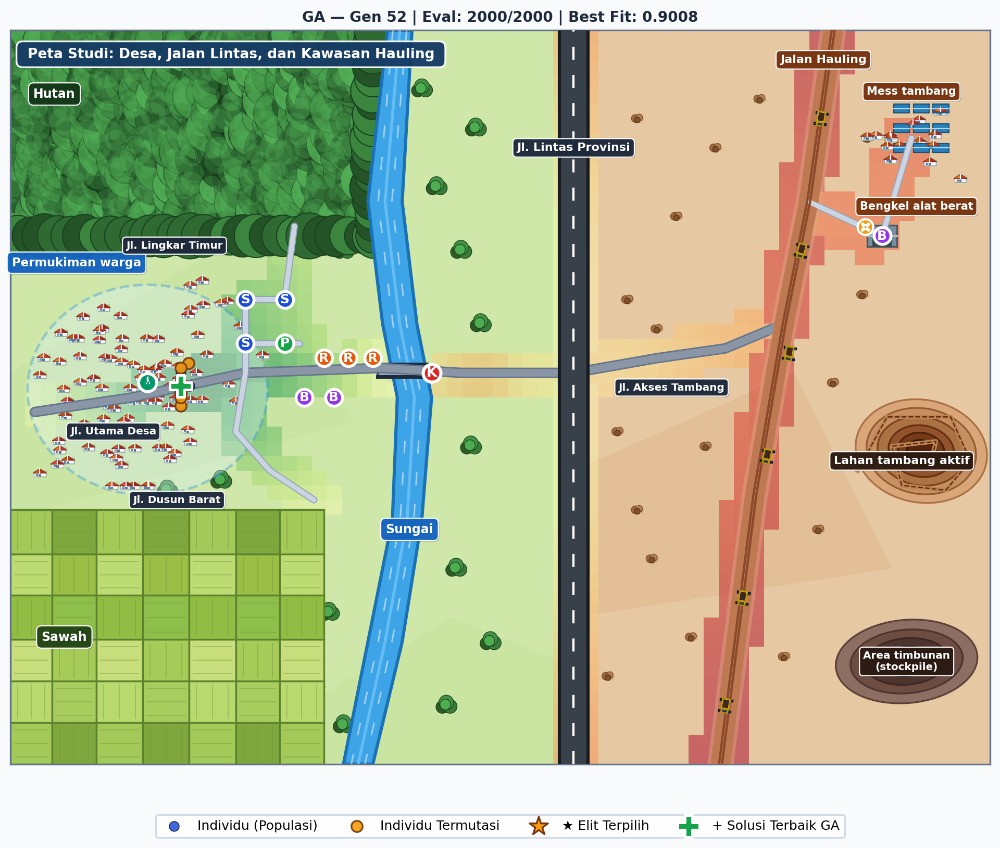 GA — Gen 52 | Eval: 2000/2000 | Best Fit: 0.9008
Peta Studi: Desa, Jalan Lintas, dan Kawasan Hauling
Jalan Hauling
Hutan
Mess tambang
Jl. Lintas Provinsi
Bengkel alat berat
B
Jl. Lingkar Timur
Permukiman warga
S
S
S
P
R
R
R
K
B
B
Jl. Akses Tambang
Jl. Utama Desa
Lahan tambang aktif
Jl. Dusun Barat
Sungai
Sawah
Area timbunan
(stockpile)
Individu (Populasi)
Individu Termutasi
★ Elit Terpilih
+ Solusi Terbaik GA